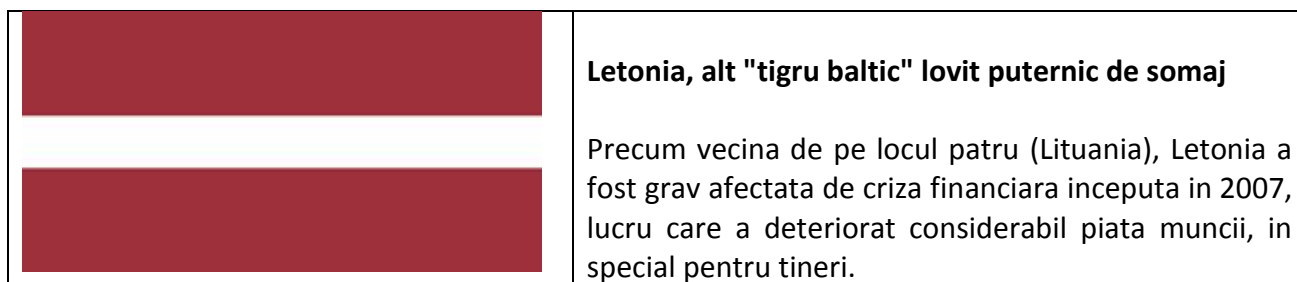 Letonia, alt "tigru baltic" lovit puternic de somaj
Precum vecina de pe locul patru (Lituania), Letonia a
fost grav afectata de criza financiara inceputa in 2007,
lucru care a deteriorat considerabil piata muncii, in
special pentru tineri.